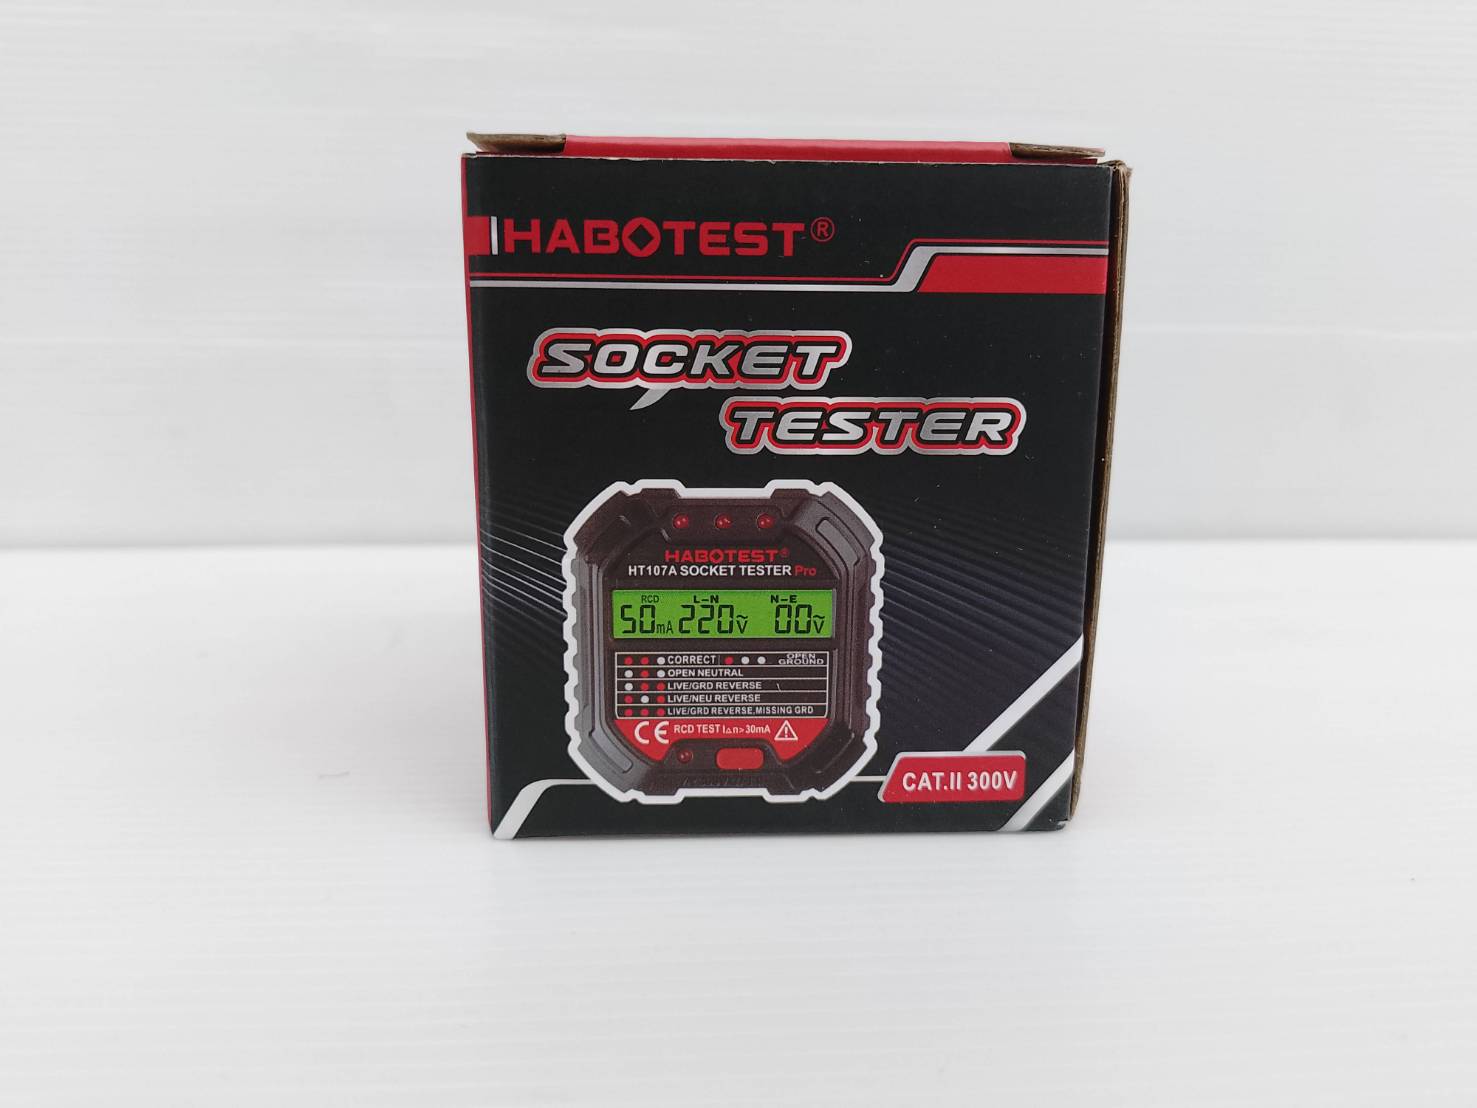 HABOTEST®
SOCKET
TESTER
HABOTEST®
HT107A SOCKET TESTER Pro
RCD L-N N-E
50mA 220V~ 00V~
CORRECT OPEN GROUND
OPEN NEUTRAL
LIVE/GRD REVERSE
LIVE/NEU REVERSE
LIVE/GRD REVERSE,MISSING GRD
CE RCD TEST I△n>30mA
CAT.II 300V